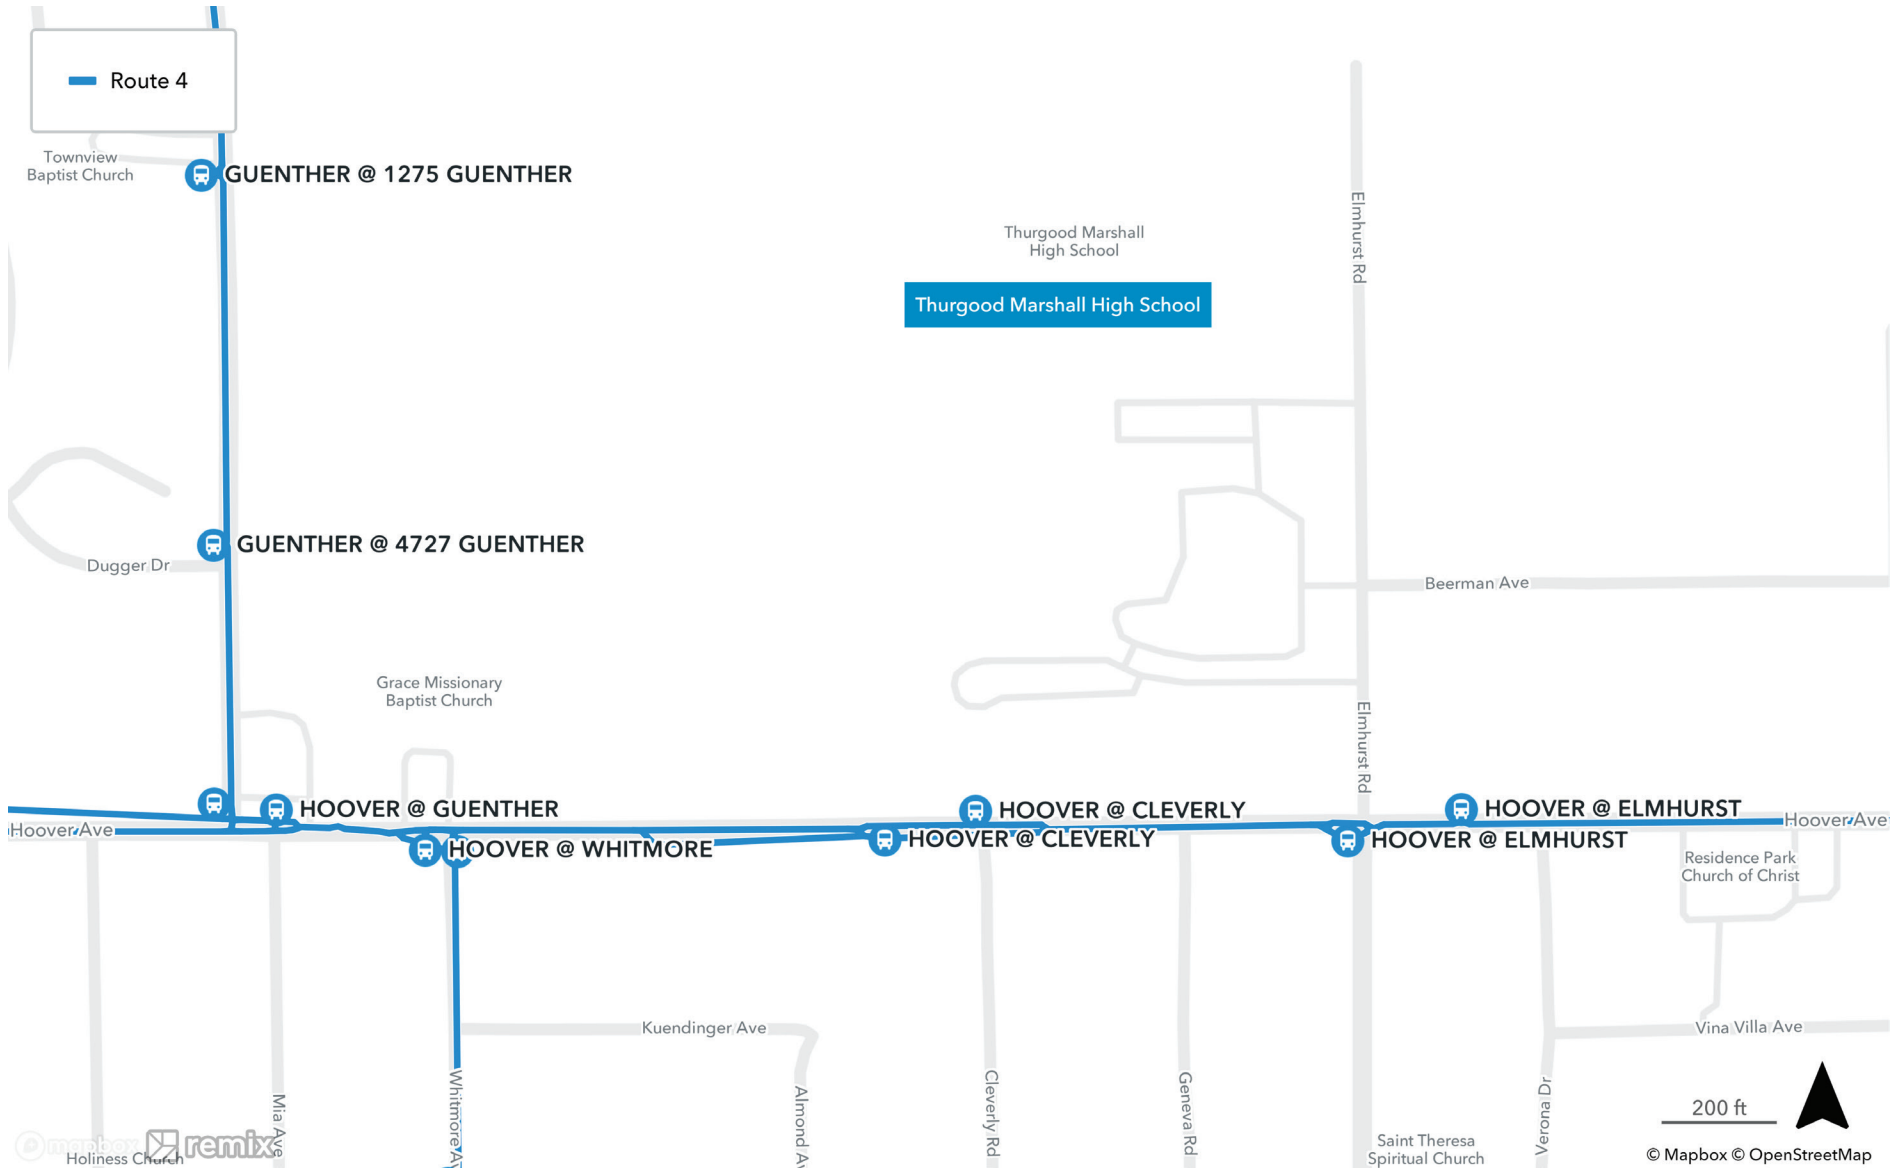 Route 4
Townview
Baptist Church
GUENTHER @ 1275 GUENTHER
Elmhurst Rd
Thurgood Marshall
High School
Thurgood Marshall High School
GUENTHER @ 4727 GUENTHER
Dugger Dr
Beerman Ave
Grace Missionary
Baptist Church
Elmhurst Rd
HOOVER @ GUENTHER
HOOVER @ CLEVERLY
HOOVER @ ELMHURST
Hoover Ave
Hoover Ave
HOOVER @ WHITMORE
HOOVER @ CLEVERLY
HOOVER @ ELMHURST
Residence Park
Church of Christ
Kuendinger Ave
Vina Villa Ave
Mia Ave
Whitmore Av
Almond Av
Cleverly Rd
Geneva Rd
Verona Dr
200 ft
mapbox
remix
Holiness Church
Saint Theresa
Spiritual Church
© Mapbox © OpenStreetMap